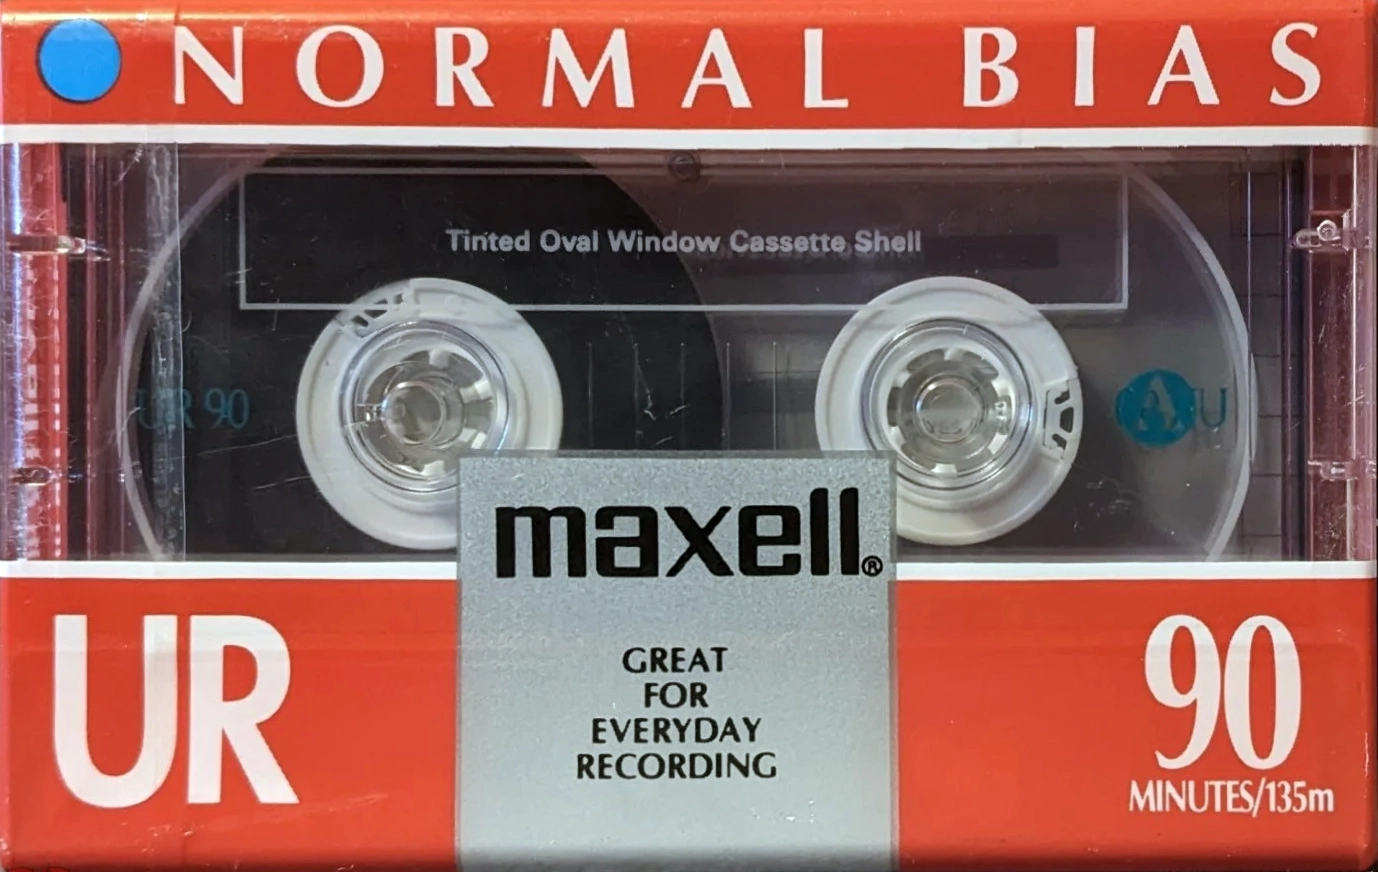 NORMAL BIAS
Tinted Oval Window Cassette Shell
UR 90
A U
maxell®
GREAT
FOR
EVERYDAY
RECORDING
UR
90
MINUTES/135m